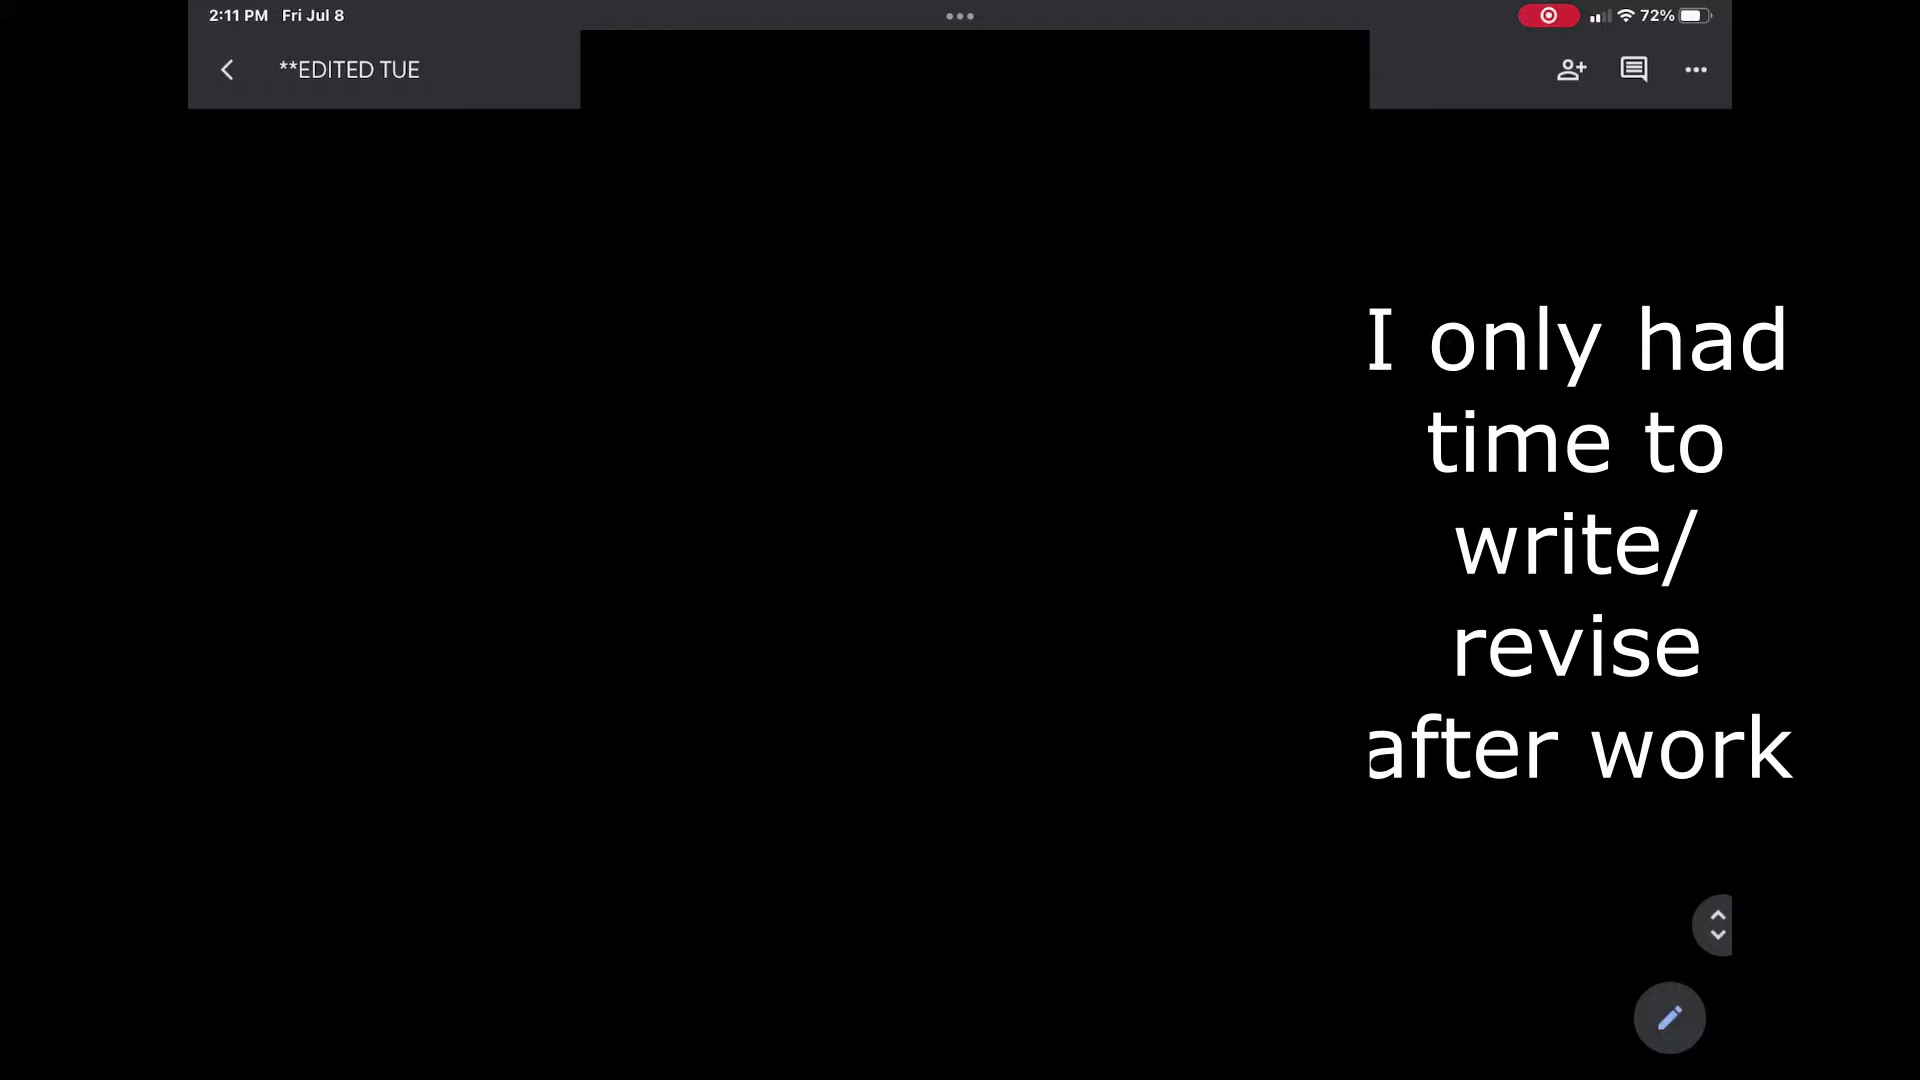 2:11 PM Fri Jul 8
72%
**EDITED TUE
I only had
time to
write/
revise
after work